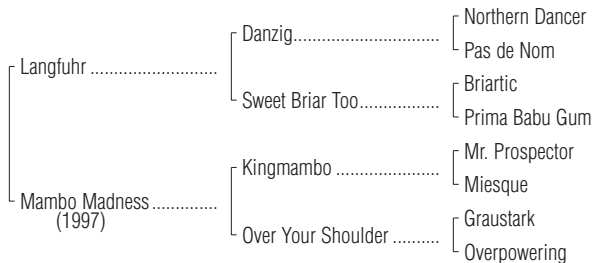 Northern Dancer
Danzig......................................
Pas de Nom
Langfuhr ..........................
Briartic
Sweet Briar Too.................
Prima Babu Gum
Mr. Prospector
Kingmambo .....................
Miesque
Mambo Madness..............
(1997)
Graustark
Over Your Shoulder ..........
Overpowering